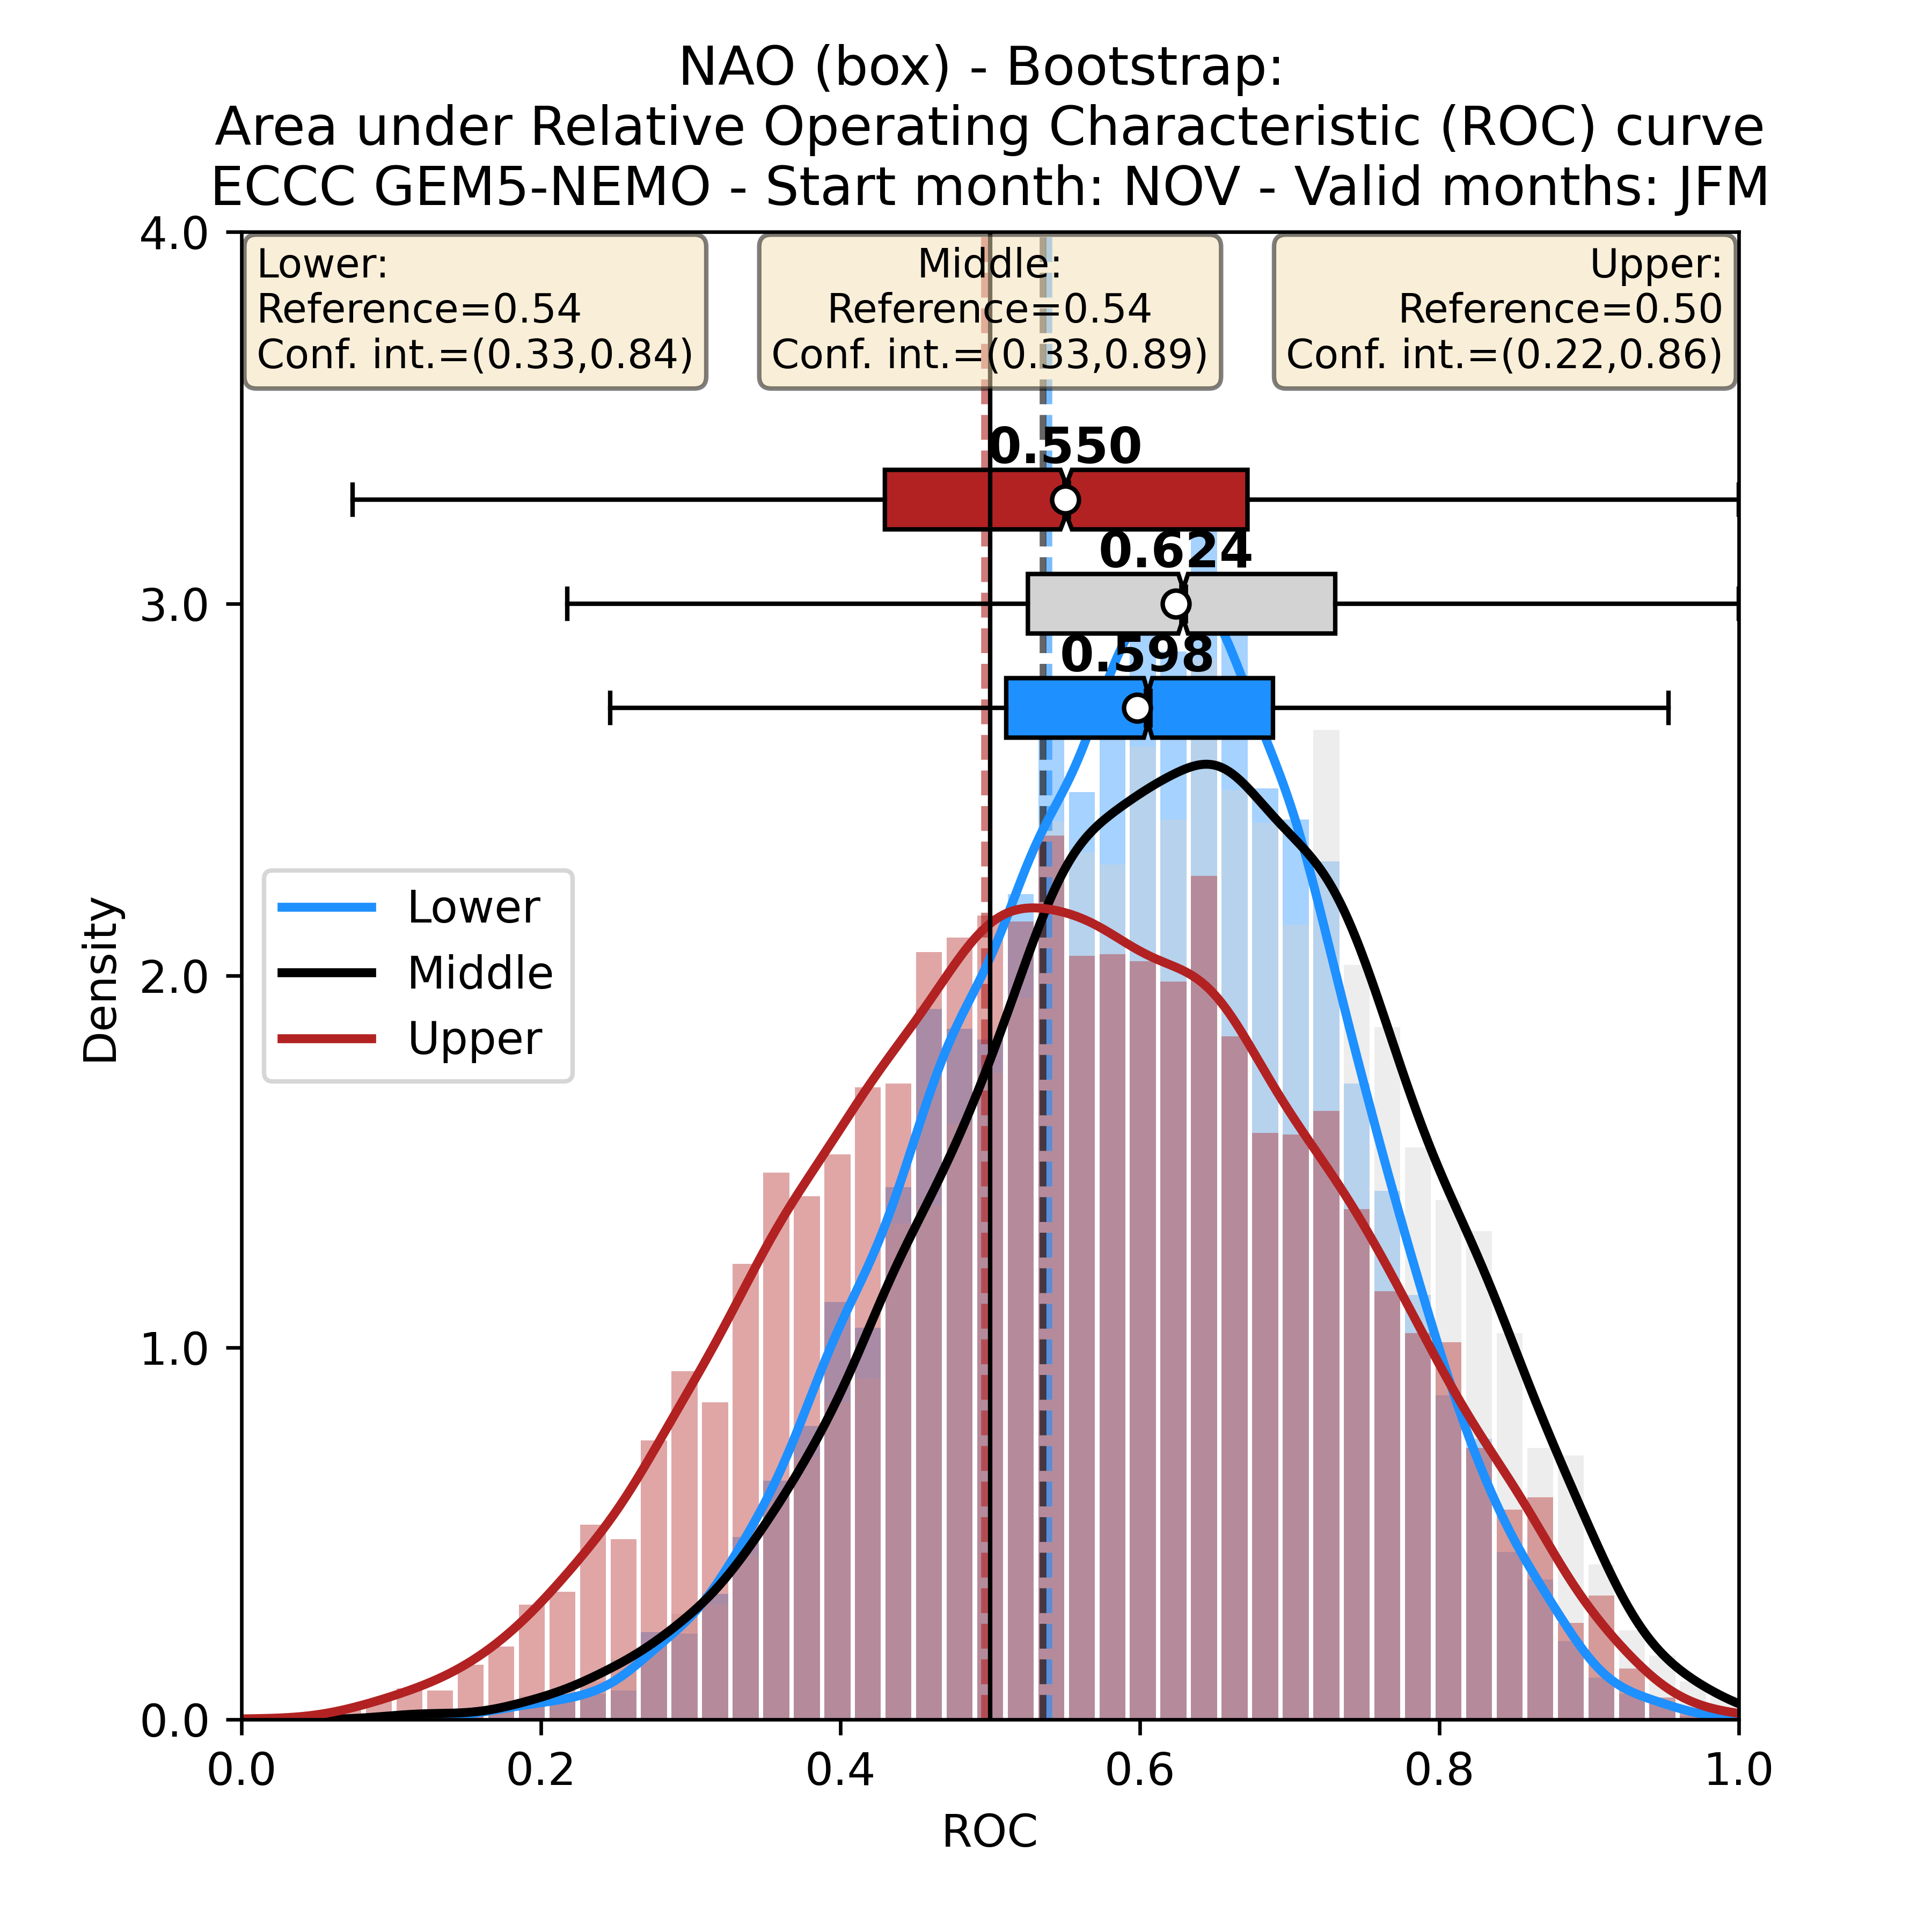 NAO (box) - Bootstrap:
Area under Relative Operating Characteristic (ROC) curve
ECCC GEM5-NEMO - Start month: NOV - Valid months: JFM
Lower:
Reference=0.54
Conf. int.=(0.33,0.84)
Middle:
Reference=0.54
Conf. int.=(0.33,0.89)
Upper:
Reference=0.50
Conf. int.=(0.22,0.86)
0.550
0.624
0.598
4.0
3.0
2.0
1.0
0.0
Density
Lower
Middle
Upper
0.0 0.2 0.4 0.6 0.8 1.0
ROC